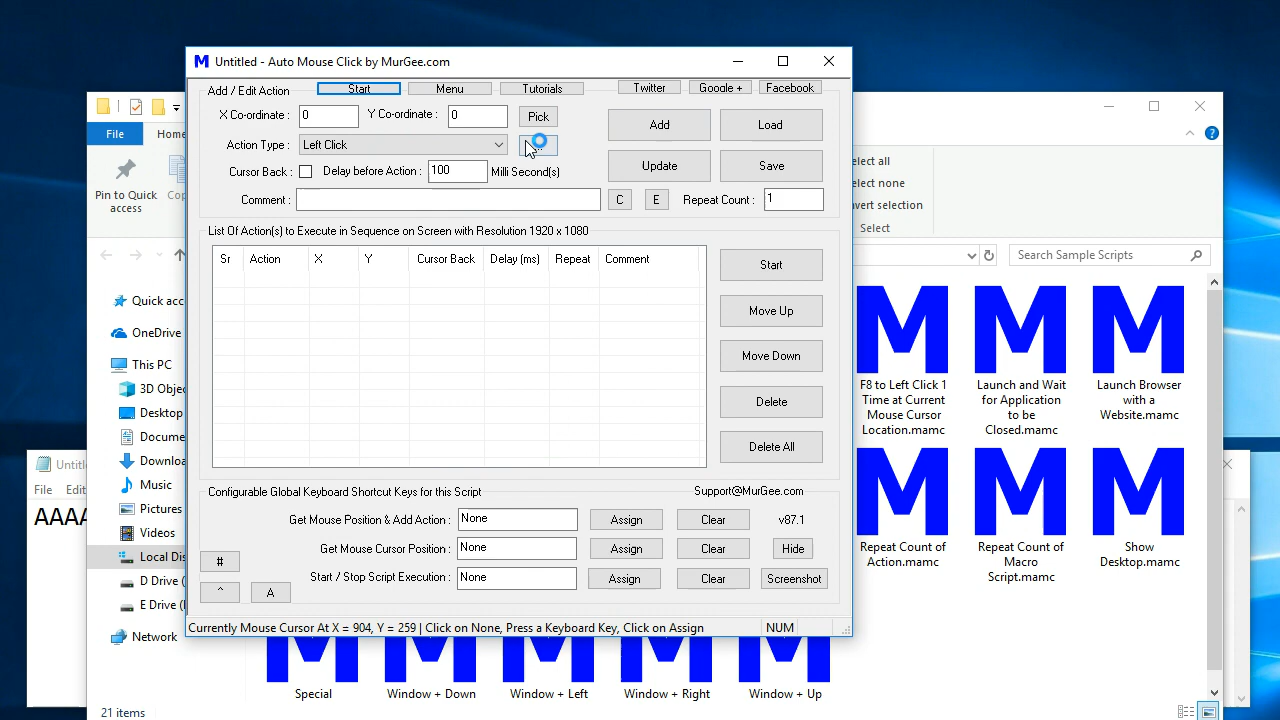 Untitled - Auto Mouse Click by MurGee.com
Add / Edit Action
Start
Menu
Tutorials
Twitter
Google +
Facebook
X Co-ordinate :
0
Y Co-ordinate :
0
Pick
Add
Load
Action Type :
Left Click
Update
Save
Cursor Back :
Delay before Action :
100
Milli Second(s)
Comment :
C
E
Repeat Count :
1
List Of Action(s) to Execute in Sequence on Screen with Resolution 1920 x 1080
Sr
Action
X
Y
Cursor Back
Delay (ms)
Repeat
Comment
Start
Move Up
Move Down
Delete
Delete All
Configurable Global Keyboard Shortcut Keys for this Script
Support@MurGee.com
Get Mouse Position & Add Action :
None
Assign
Clear
v87.1
Get Mouse Cursor Position :
None
Assign
Clear
Hide
#
Start / Stop Script Execution :
None
Assign
Clear
Screenshot
^
A
Currently Mouse Cursor At X = 904, Y = 259 | Click on None, Press a Keyboard Key, Click on Assign
NUM
File
Home
Pin to Quick
access
elect all
elect none
nvert selection
Select
Search Sample Scripts
Quick acc
OneDrive
This PC
3D Objec
Desktop
Docume
Downloa
Music
Pictures
Videos
Local Dis
D Drive (
E Drive (
Network
F8 to Left Click 1
Time at Current
Mouse Cursor
Location.mamc
Launch and Wait
for Application
to be
Closed.mamc
Launch Browser
with a
Website.mamc
Repeat Count of
Action.mamc
Repeat Count of
Macro
Script.mamc
Show
Desktop.mamc
Special
Window + Down
Window + Left
Window + Right
Window + Up
21 items
Untitl
File
Edit
AAAA